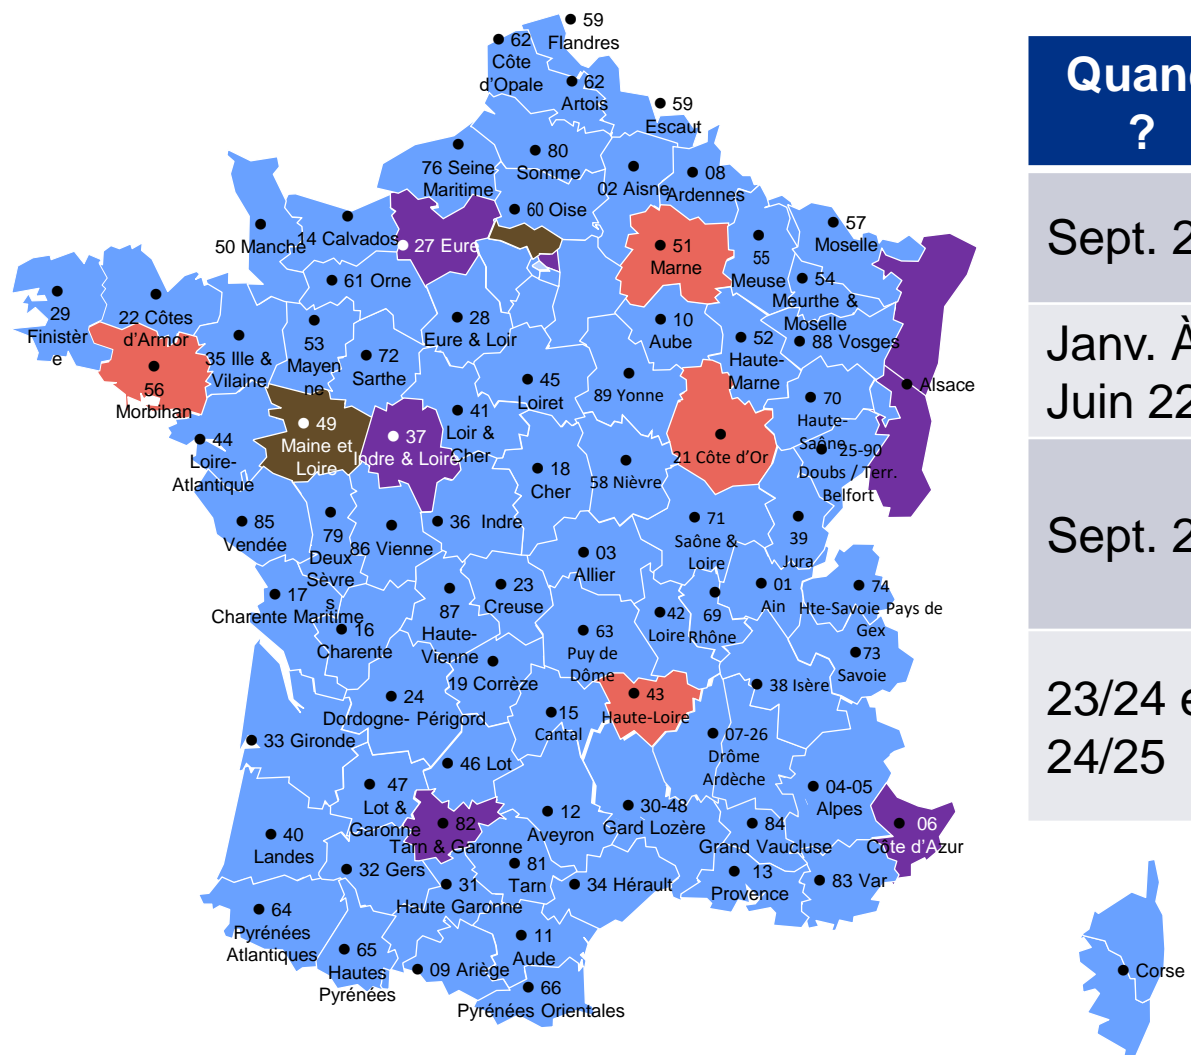 59
Flandres
62
Côte
d’Opale
62
Artois
59
Escaut
76 Seine
Maritime
80
Somme
02 Aisne
08
Ardennes
60 Oise
50 Manche
14 Calvados
27 Eure
51
Marne
55
Meuse
57
Moselle
54
Meurthe &
Moselle
61 Orne
29
Finistèr
e
22 Côtes
d’Armor
35 Ille &
Vilaine
53
Mayen
ne
72
Sarthe
28
Eure & Loir
10
Aube
52
Haute-
Marne
88 Vosges
Alsace
56
Morbihan
45
Loiret
89 Yonne
70
Haute-
Saône
44
Loire-
Atlantique
49
Maine et
Loire
37
Indre & Loire
41
Loir &
Cher
18
Cher
58 Nièvre
21 Côte d’Or
25-90
Doubs / Terr.
Belfort
85
Vendée
79
Deux
Sèvre
s
86 Vienne
36 Indre
03
Allier
71
Saône &
Loire
39
Jura
17
Charente Maritime
16
Charente
87
Haute-
Vienne
23
Creuse
63
Puy de
Dôme
42
Loire
69
Rhône
01
Ain
74
Hte-Savoie Pays de
Gex
73
Savoie
19 Corrèze
24
Dordogne- Périgord
15
Cantal
43
Haute-Loire
38 Isère
33 Gironde
46 Lot
07-26
Drôme
Ardèche
47
Lot &
Garonne
82
Tarn & Garonne
12
Aveyron
30-48
Gard Lozère
84
Grand Vaucluse
04-05
Alpes
06
Côte d’Azur
40
Landes
32 Gers
31
Haute Garonne
81
Tarn
34 Hérault
13
Provence
83 Var
64
Pyrénées
Atlantiques
65
Hautes
Pyrénées
09 Ariège
11
Aude
66
Pyrénées Orientales
Corse
Quand
?
Sept. 2
Janv. À
Juin 22
Sept. 2
23/24 e
24/25